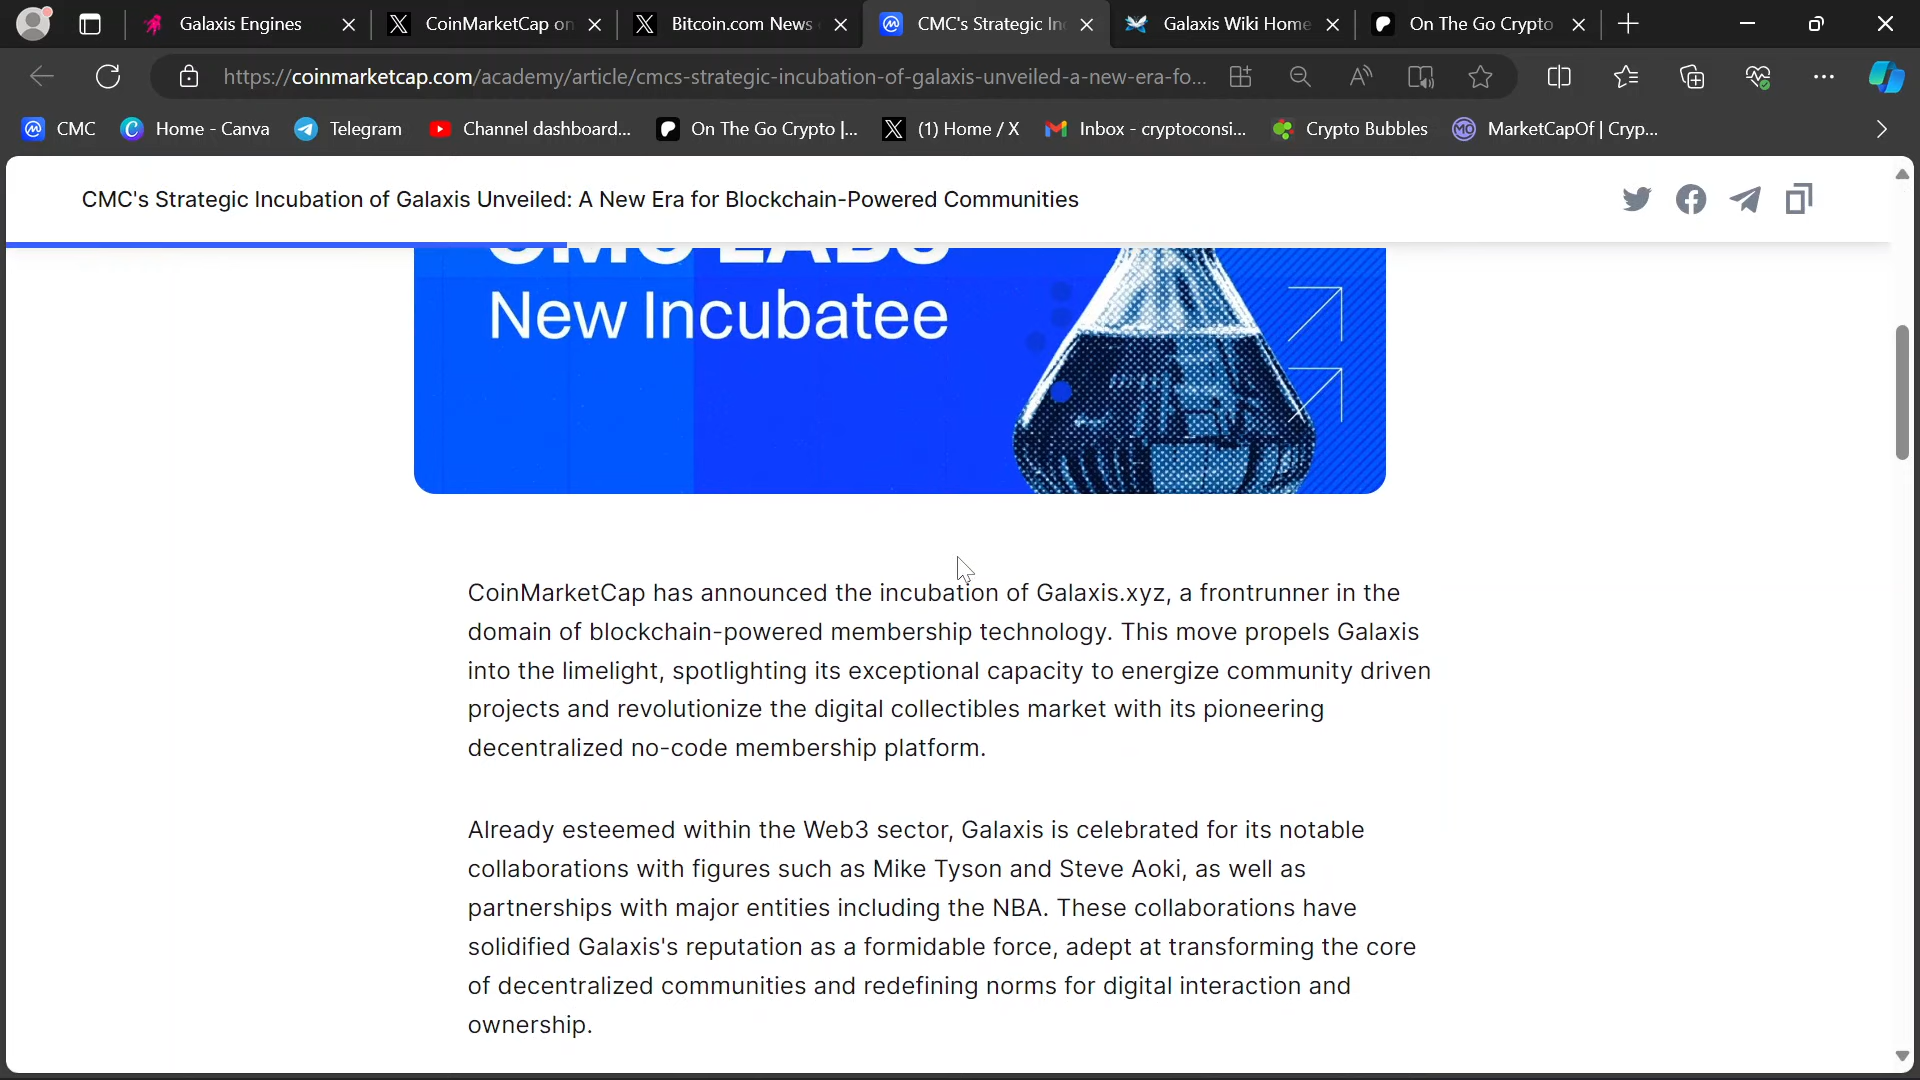 Galaxis Engines
CoinMarketCap on
Bitcoin.com News
CMC's Strategic In
Galaxis Wiki Home
On The Go Crypto
https://coinmarketcap.com/academy/article/cmcs-strategic-incubation-of-galaxis-unveiled-a-new-era-fo...
CMC
Home - Canva
Telegram
Channel dashboard...
On The Go Crypto |...
(1) Home / X
Inbox - cryptoconsi...
Crypto Bubbles
MarketCapOf | Cryp...
CMC's Strategic Incubation of Galaxis Unveiled: A New Era for Blockchain-Powered Communities
CMC LABS
New Incubatee
CoinMarketCap has announced the incubation of Galaxis.xyz, a frontrunner in the
domain of blockchain-powered membership technology. This move propels Galaxis
into the limelight, spotlighting its exceptional capacity to energize community driven
projects and revolutionize the digital collectibles market with its pioneering
decentralized no-code membership platform.
Already esteemed within the Web3 sector, Galaxis is celebrated for its notable
collaborations with figures such as Mike Tyson and Steve Aoki, as well as
partnerships with major entities including the NBA. These collaborations have
solidified Galaxis's reputation as a formidable force, adept at transforming the core
of decentralized communities and redefining norms for digital interaction and
ownership.